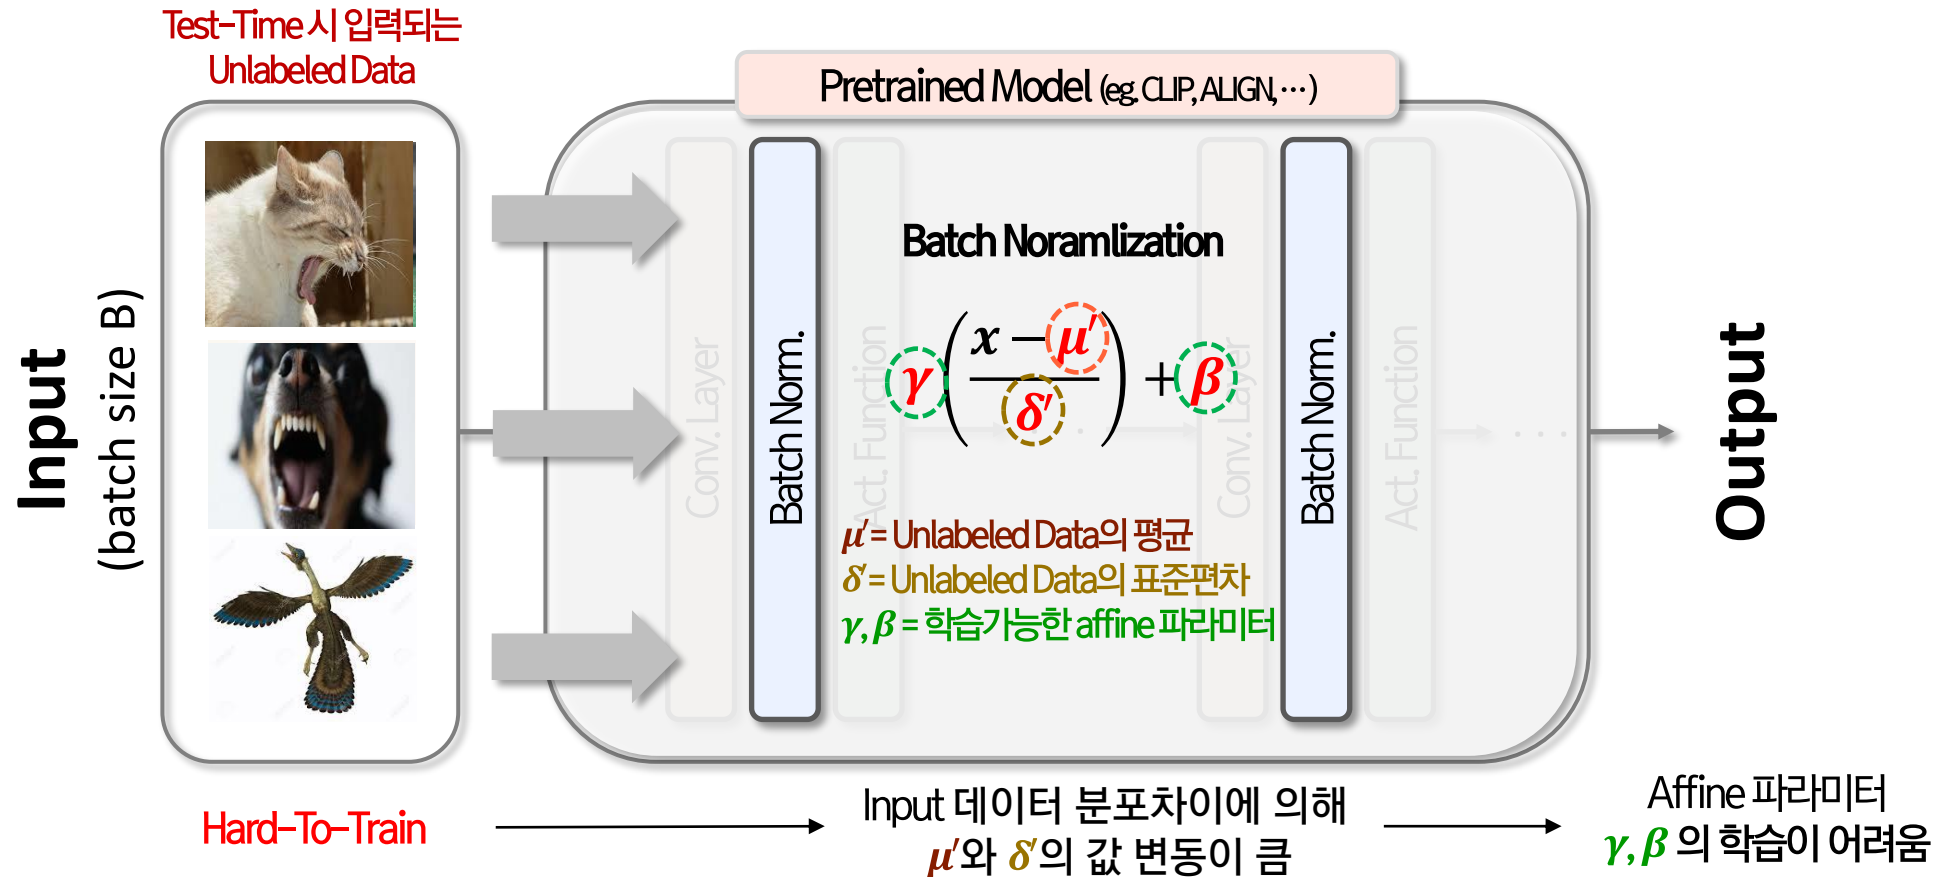 Test-Time 시 입력되는
Unlabeled Data
Input
(batch size B)
Pretrained Model (eg. CLIP, ALIGN, ⋯ )
Conv. Layer
Batch Norm.
Act. Function
Batch Noramlization
γ( (x − μ′) / δ′ ) + β
μ′= Unlabeled Data의 평균
δ′= Unlabeled Data의 표준편차
γ, β = 학습가능한 affine 파라미터
Conv. Layer
Batch Norm.
Act. Function
. . .
Output
Hard-To-Train
Input 데이터 분포차이에 의해
μ′와 δ′의 값 변동이 큼
Affine 파라미터
γ, β 의 학습이 어려움